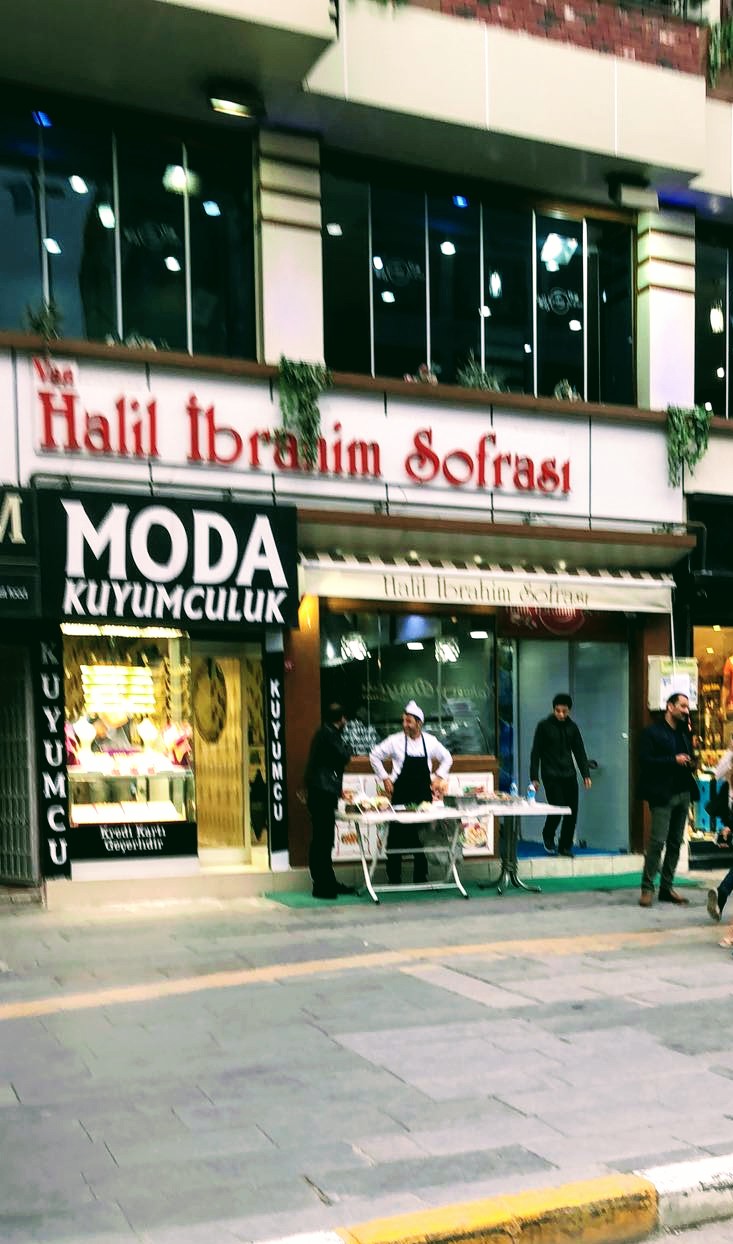 Van
Halil İbrahim Sofrası
MODA
KUYUMCULUK
Halil İbrahim Sofrası
KUYUMCU
KUYUMCU
Kredi Kartı
Geçerlidir